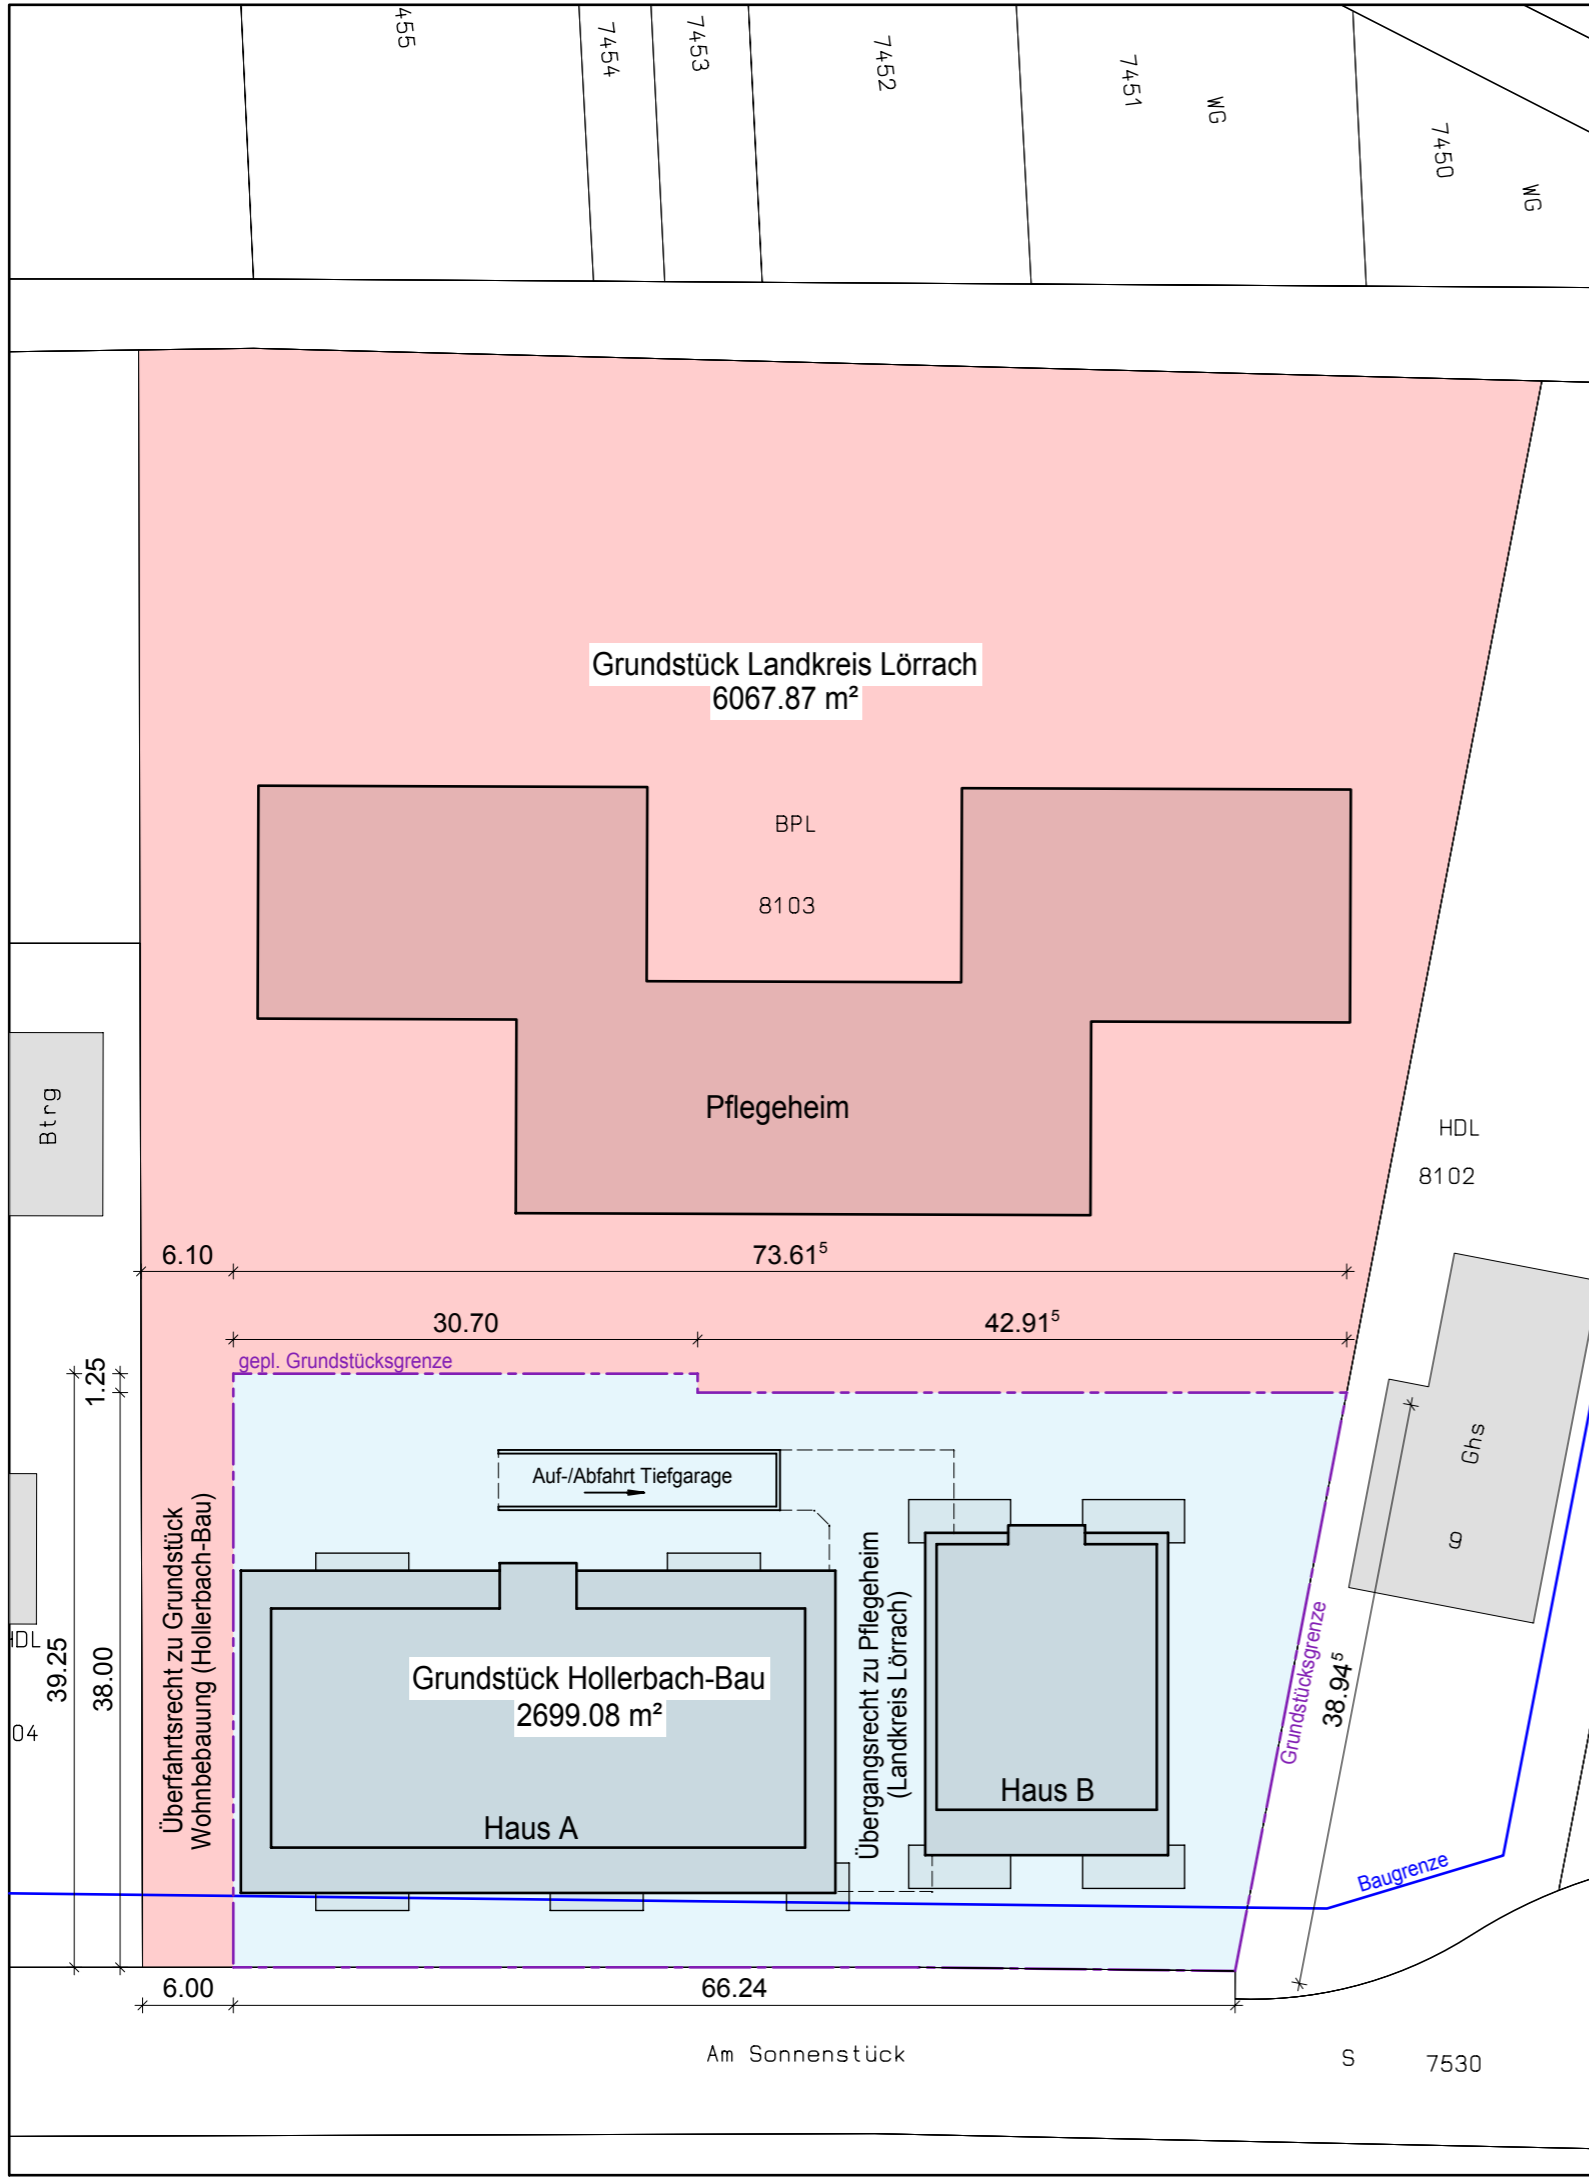 455
7454
7453
7452
7451
WG
7450
WG
Grundstück Landkreis Lörrach
6067.87 m²
BPL
8103
Pflegeheim
Btrg
HDL
8102
6.10
73.61⁵
30.70
42.91⁵
gepl. Grundstücksgrenze
1.25
39.25
38.00
Auf-/Abfahrt Tiefgarage
Überfahrtsrecht zu Grundstück
Wohnbebauung (Hollerbach-Bau)
Grundstück Hollerbach-Bau
2699.08 m²
Haus A
Übergangsrecht zu Pflegeheim
(Landkreis Lörrach)
Haus B
Grundstücksgrenze
38.94⁵
Ghs
9
HDL
04
Baugrenze
6.00
66.24
Am Sonnenstück
S
7530